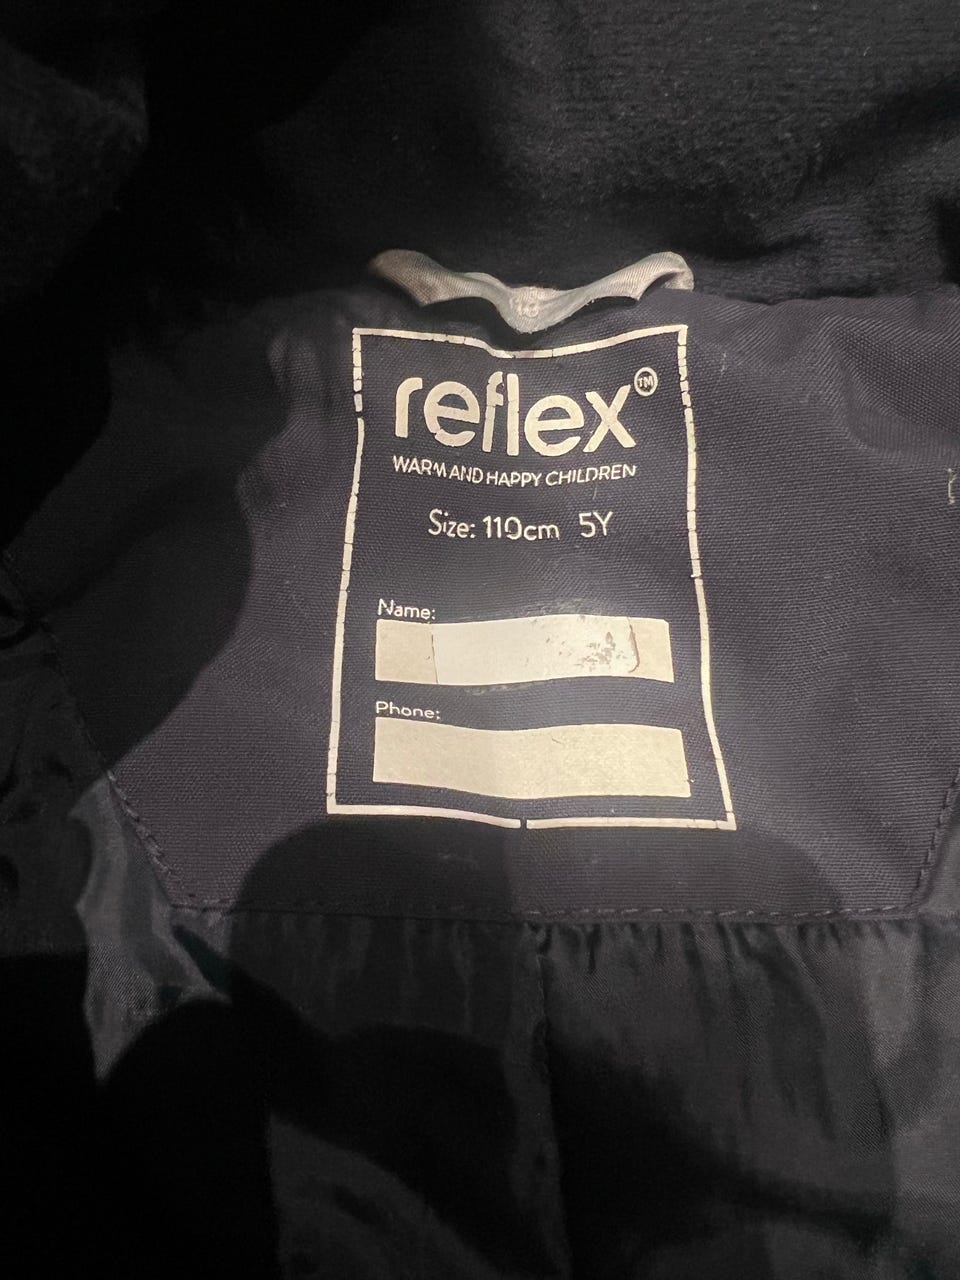 reflex™
WARM AND HAPPY CHILDREN
Size: 110cm 5Y
Name:
Phone: